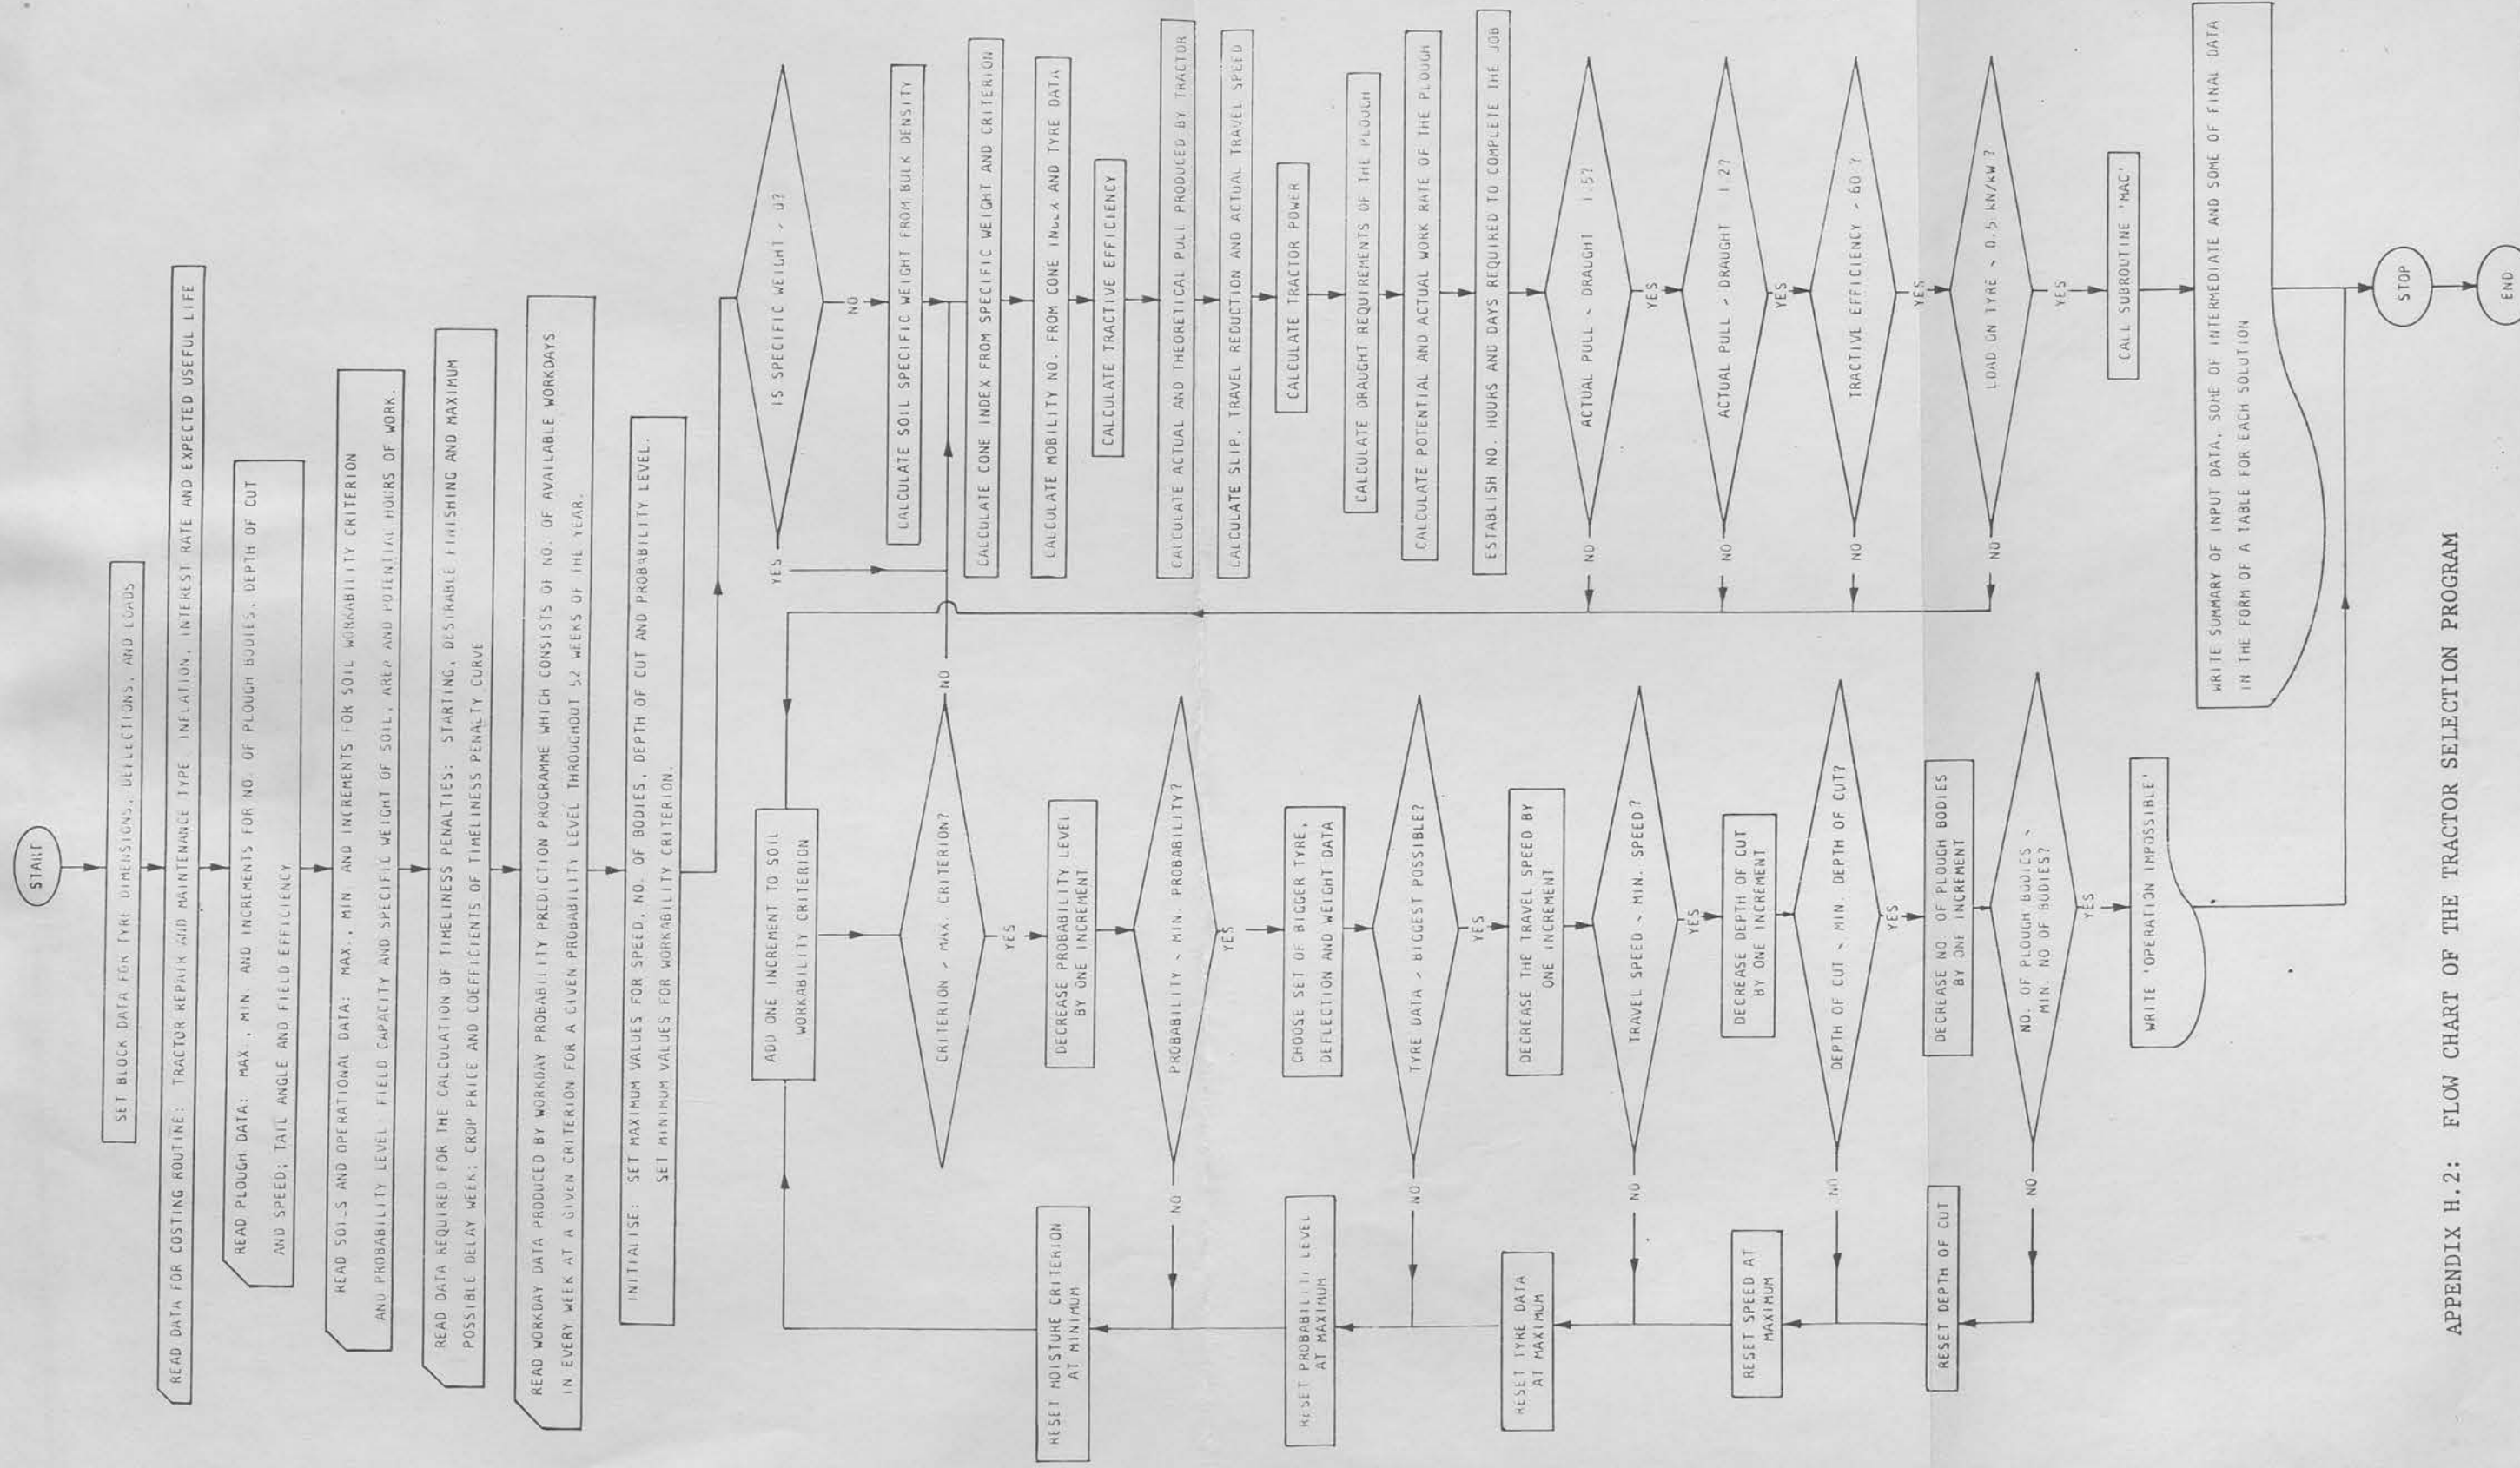 START
SET BLOCK DATA FOR TYRE DIMENSIONS, DEFLECTIONS, AND LOADS
READ DATA FOR COSTING ROUTINE: TRACTOR REPAIR AND MAINTENANCE TYPE INFLATION, INTEREST RATE AND EXPECTED USEFUL LIFE
READ PLOUGH DATA: MAX., MIN. AND INCREMENTS FOR NO. OF PLOUGH BODIES, DEPTH OF CUT
AND SPEED; TAIL ANGLE AND FIELD EFFICIENCY
READ SOILS AND OPERATIONAL DATA: MAX., MIN AND INCREMENTS FOR SOIL WORKABILITY CRITERION
AND PROBABILITY LEVEL. FIELD CAPACITY AND SPECIFIC WEIGHT OF SOIL, AREA AND POTENTIAL HOURS OF WORK.
READ DATA REQUIRED FOR THE CALCULATION OF TIMELINESS PENALTIES: STARTING, DESIRABLE FINISHING AND MAXIMUM
POSSIBLE DELAY WEEK; CROP PRICE AND COEFFICIENTS OF TIMELINESS PENALTY CURVE
READ WORKDAY DATA PRODUCED BY WORKDAY PROBABILITY PREDICTION PROGRAMME WHICH CONSISTS OF NO. OF AVAILABLE WORKDAYS
IN EVERY WEEK AT A GIVEN CRITERION FOR A GIVEN PROBABILITY LEVEL THROUGHOUT 52 WEEKS OF THE YEAR.
INITIALISE: SET MAXIMUM VALUES FOR SPEED, NO. OF BODIES, DEPTH OF CUT AND PROBABILITY LEVEL.
SET MINIMUM VALUES FOR WORKABILITY CRITERION.
ADD ONE INCREMENT TO SOIL
WORKABILITY CRITERION
CRITERION > MAX. CRITERION?
NO
YES
DECREASE PROBABILITY LEVEL
BY ONE INCREMENT
PROBABILITY < MIN. PROBABILITY?
NO
YES
CHOOSE SET OF BIGGER TYRE,
DEFLECTION AND WEIGHT DATA
TYRE DATA > BIGGEST POSSIBLE?
NO
YES
DECREASE THE TRAVEL SPEED BY
ONE INCREMENT
TRAVEL SPEED < MIN. SPEED?
NO
YES
DECREASE DEPTH OF CUT
BY ONE INCREMENT
DEPTH OF CUT < MIN. DEPTH OF CUT?
NO
YES
DECREASE NO. OF PLOUGH BODIES
BY ONE INCREMENT
NO. OF PLOUGH BODIES <
MIN. NO OF BODIES?
NO
YES
WRITE 'OPERATION IMPOSSIBLE'
RESET MOISTURE CRITERION
AT MINIMUM
RESET PROBABILITY LEVEL
AT MAXIMUM
RESET TYRE DATA
AT MAXIMUM
RESET SPEED AT
MAXIMUM
RESET DEPTH OF CUT
IS SPECIFIC WEIGHT > 0?
YES
NO
CALCULATE SOIL SPECIFIC WEIGHT FROM BULK DENSITY
CALCULATE CONE INDEX FROM SPECIFIC WEIGHT AND CRITERION
CALCULATE MOBILITY NO. FROM CONE INDEX AND TYRE DATA
CALCULATE TRACTIVE EFFICIENCY
CALCULATE ACTUAL AND THEORETICAL PULL PRODUCED BY TRACTOR
CALCULATE SLIP, TRAVEL REDUCTION AND ACTUAL TRAVEL SPEED
CALCULATE TRACTOR POWER
CALCULATE DRAUGHT REQUIREMENTS OF THE PLOUGH
CALCULATE POTENTIAL AND ACTUAL WORK RATE OF THE PLOUGH
ESTABLISH NO. HOURS AND DAYS REQUIRED TO COMPLETE THE JOB
ACTUAL PULL < DRAUGHT 1.5?
NO
YES
ACTUAL PULL > DRAUGHT 1.2?
NO
YES
TRACTIVE EFFICIENCY > 60?
NO
YES
LOAD ON TYRE < 0.5 kN/kW?
NO
YES
CALL SUBROUTINE 'MAC'
WRITE SUMMARY OF INPUT DATA, SOME OF INTERMEDIATE AND SOME OF FINAL DATA
IN THE FORM OF A TABLE FOR EACH SOLUTION
STOP
END
APPENDIX H.2: FLOW CHART OF THE TRACTOR SELECTION PROGRAM